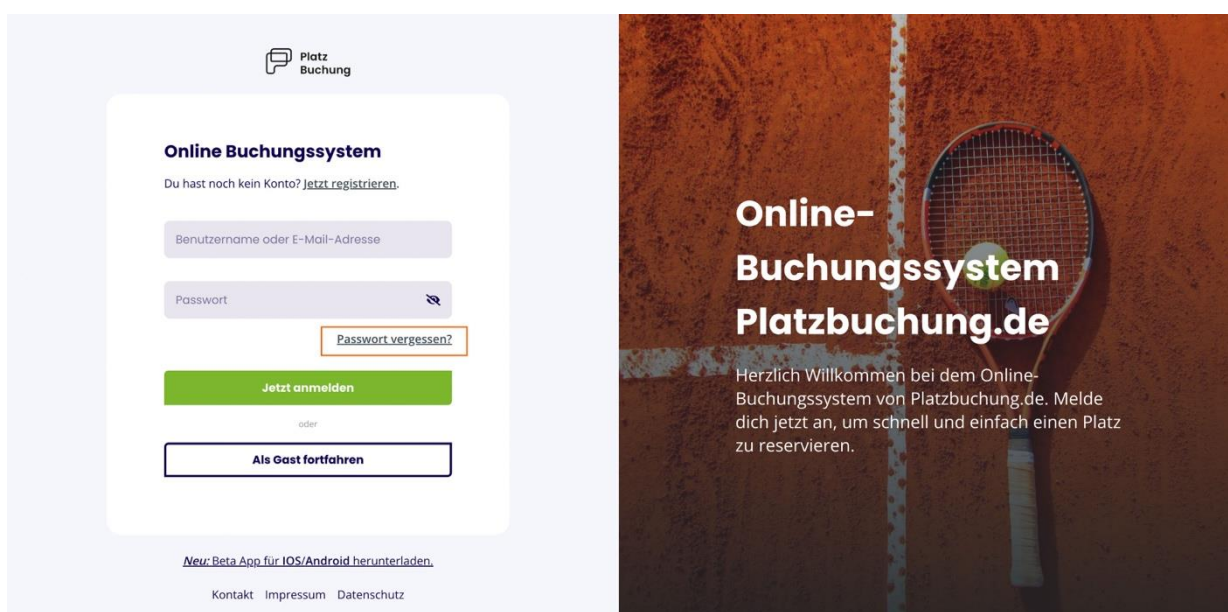 Platz
Buchung
Online Buchungssystem
Du hast noch kein Konto? Jetzt registrieren.
Benutzername oder E-Mail-Adresse
Passwort
Passwort vergessen?
Jetzt anmelden
oder
Als Gast fortfahren
Neu: Beta App für IOS/Android herunterladen.
Kontakt Impressum Datenschutz
Online-
Buchungssystem
Platzbuchung.de
Herzlich Willkommen bei dem Online-
Buchungssystem von Platzbuchung.de. Melde
dich jetzt an, um schnell und einfach einen Platz
zu reservieren.